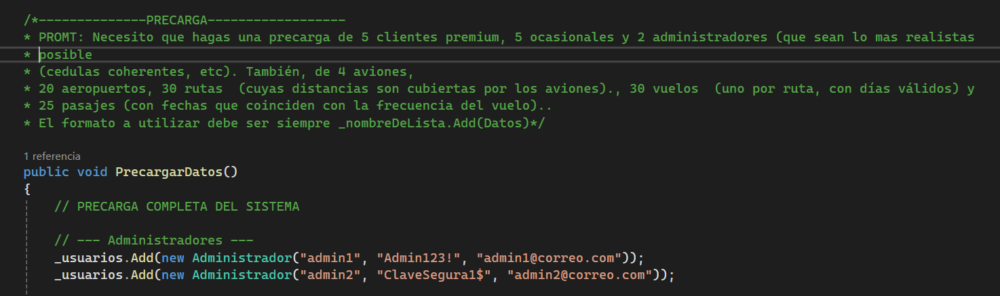 /*--------------PRECARGA------------------
* PROMT: Necesito que hagas una precarga de 5 clientes premium, 5 ocasionales y 2 administradores (que sean lo mas realistas
* posible
* (cedulas coherentes, etc). También, de 4 aviones,
* 20 aeropuertos, 30 rutas  (cuyas distancias son cubiertas por los aviones)., 30 vuelos  (uno por ruta, con días válidos) y
* 25 pasajes (con fechas que coinciden con la frecuencia del vuelo)..
* El formato a utilizar debe ser siempre _nombreDeLista.Add(Datos)*/
1 referencia
public void PrecargarDatos()
{
// PRECARGA COMPLETA DEL SISTEMA
// --- Administradores ---
_usuarios.Add(new Administrador("admin1", "Admin123!", "admin1@correo.com"));
_usuarios.Add(new Administrador("admin2", "ClaveSegura1$", "admin2@correo.com"));